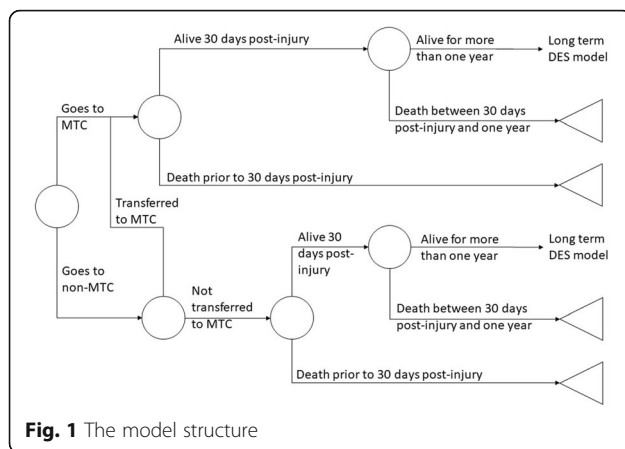 Alive 30 days post-injury
Alive for more
than one year
Long term
DES model
Goes to
MTC
Death between 30 days
post-injury and one year
Death prior to 30 days post-injury
Transferred
to MTC
Alive 30
days post-
injury
Alive for more
than one year
Long term
DES model
Goes to
non-MTC
Not
transferred
to MTC
Death between 30 days
post-injury and one year
Death prior to 30 days post-injury
Fig. 1 The model structure